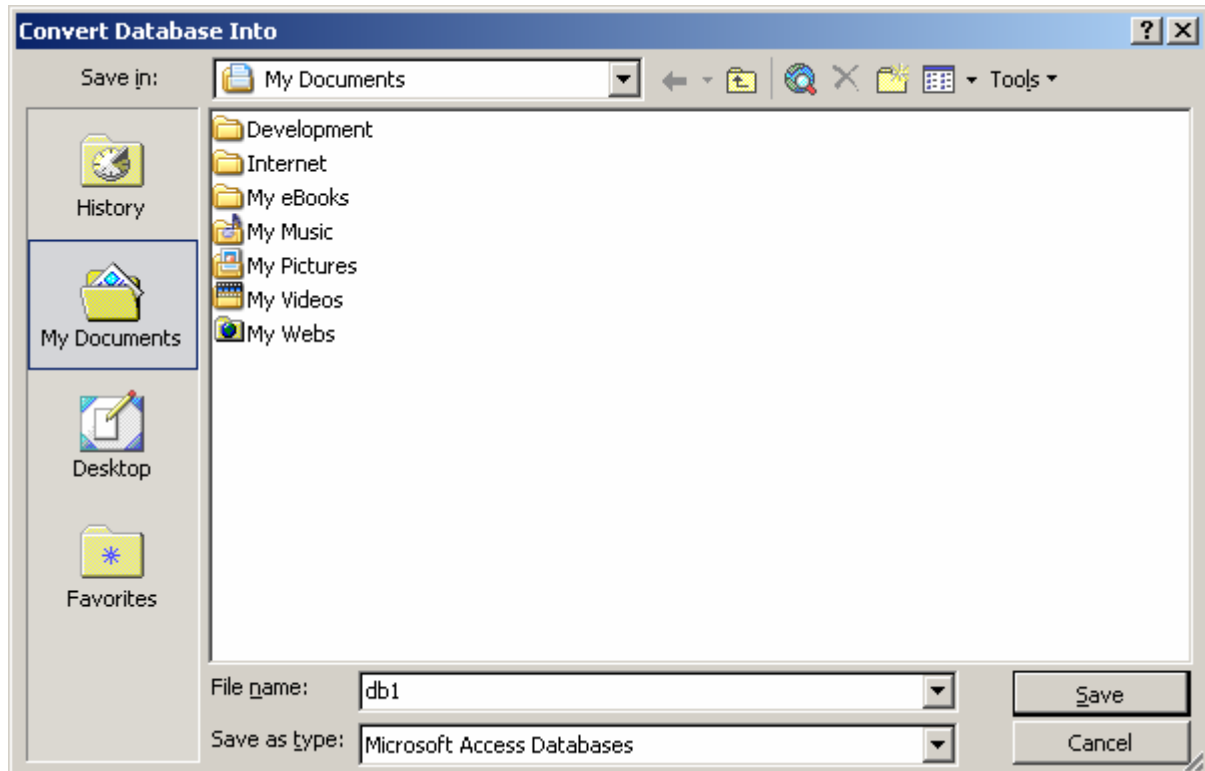 Convert Database Into
Save in:
My Documents
Tools
History
My Documents
Desktop
Favorites
Development
Internet
My eBooks
My Music
My Pictures
My Videos
My Webs
File name:
db1
Save
Save as type:
Microsoft Access Databases
Cancel